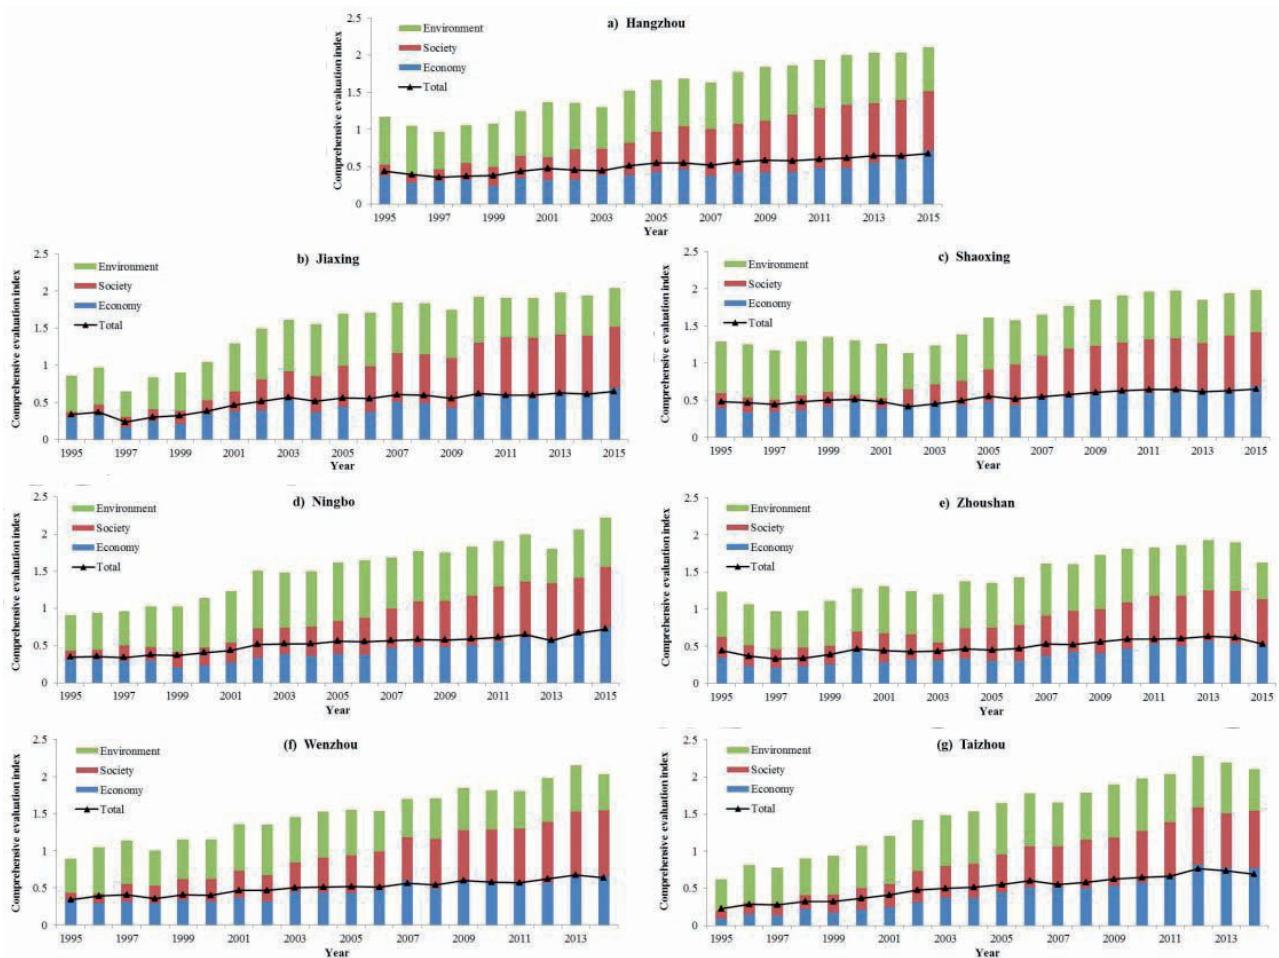 a) Hangzhou
Comprehensive evaluation index
2.5
2
1.5
1
0.5
0
Environment
Society
Economy
Total
1995 1997 1999 2001 2003 2005 2007 2009 2011 2013 2015
Year
b) Jiaxing
Comprehensive evaluation index
2.5
2
1.5
1
0.5
0
Environment
Society
Economy
Total
1995 1997 1999 2001 2003 2005 2007 2009 2011 2013 2015
Year
c) Shaoxing
Comprehensive evaluation index
2.5
2
1.5
1
0.5
0
Environment
Society
Economy
Total
1995 1997 1999 2001 2003 2005 2007 2009 2011 2013 2015
Year
d) Ningbo
Comprehensive evaluation index
2.5
2
1.5
1
0.5
0
Environment
Society
Economy
Total
1995 1997 1999 2001 2003 2005 2007 2009 2011 2013 2015
Year
e) Zhoushan
Comprehensive evaluation index
2.5
2
1.5
1
0.5
0
Environment
Society
Economy
Total
1995 1997 1999 2001 2003 2005 2007 2009 2011 2013 2015
Year
(f) Wenzhou
Comprehensive evaluation index
2.5
2
1.5
1
0.5
0
Environment
Society
Economy
Total
1995 1997 1999 2001 2003 2005 2007 2009 2011 2013
Year
(g) Taizhou
Comprehensive evaluation index
2.5
2
1.5
1
0.5
0
Environment
Society
Economy
Total
1995 1997 1999 2001 2003 2005 2007 2009 2011 2013
Year